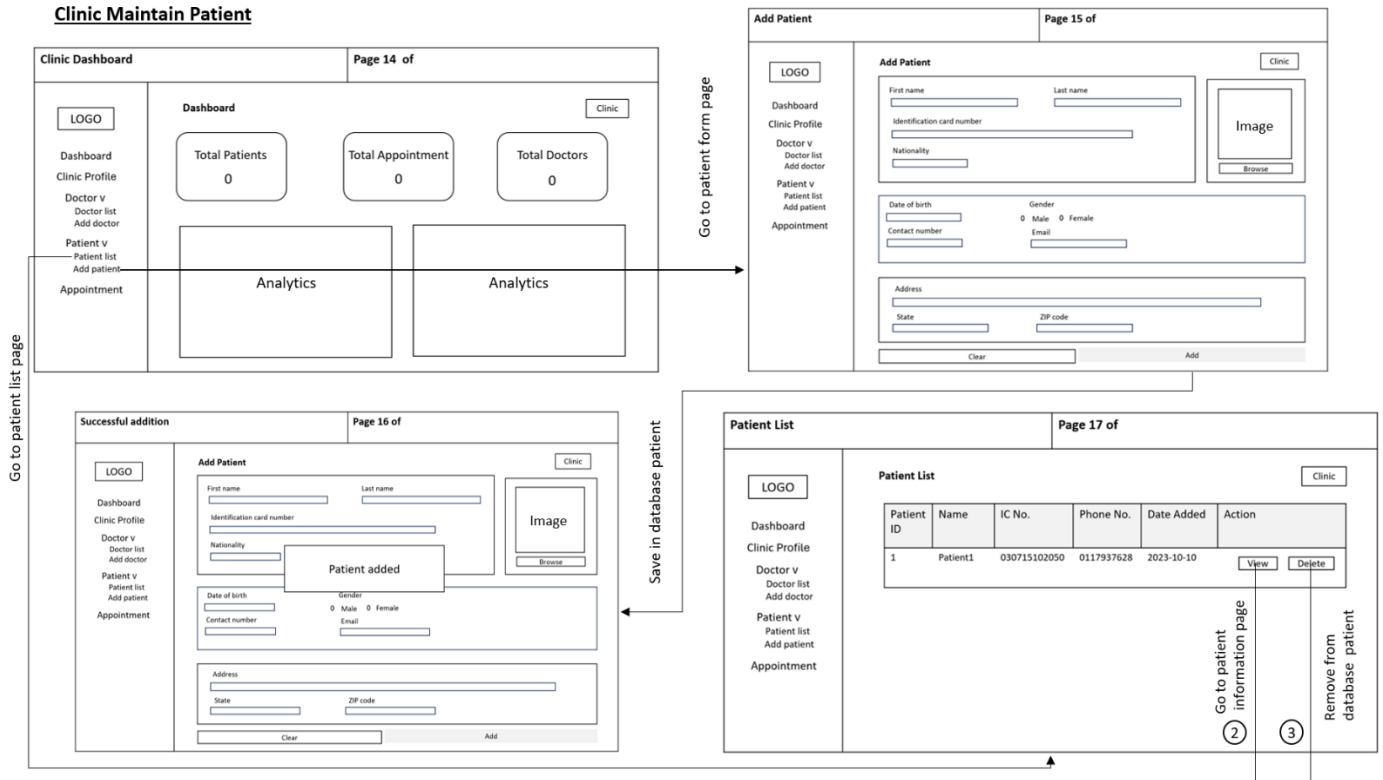 Clinic Maintain Patient
Clinic Dashboard
Page 14 of
LOGO
Dashboard
Clinic Profile
Doctor v
Doctor list
Add doctor
Patient v
Patient list
Add patient
Appointment
Dashboard
Clinic
Total Patients
0
Total Appointment
0
Total Doctors
0
Analytics
Analytics
Go to patient list page
Go to patient form page
Add Patient
Page 15 of
LOGO
Dashboard
Clinic Profile
Doctor v
Doctor list
Add doctor
Patient v
Patient list
Add patient
Appointment
Add Patient
Clinic
First name
Last name
Identification card number
Nationality
Image
Browse
Date of birth
Gender
0 Male 0 Female
Contact number
Email
Address
State
ZIP code
Clear
Add
Successful addition
Page 16 of
LOGO
Dashboard
Clinic Profile
Doctor v
Doctor list
Add doctor
Patient v
Patient list
Add patient
Appointment
Add Patient
Clinic
First name
Last name
Identification card number
Nationality
Image
Browse
Patient added
Date of birth
Gender
0 Male 0 Female
Contact number
Email
Address
State
ZIP code
Clear
Add
Save in database patient
Patient List
Page 17 of
LOGO
Dashboard
Clinic Profile
Doctor v
Doctor list
Add doctor
Patient v
Patient list
Add patient
Appointment
Patient List
Clinic
Patient ID
Name
IC No.
Phone No.
Date Added
Action
1
Patient1
030715102050
0117937628
2023-10-10
View
Delete
Go to patient
information page
2
3
Remove from
database patient